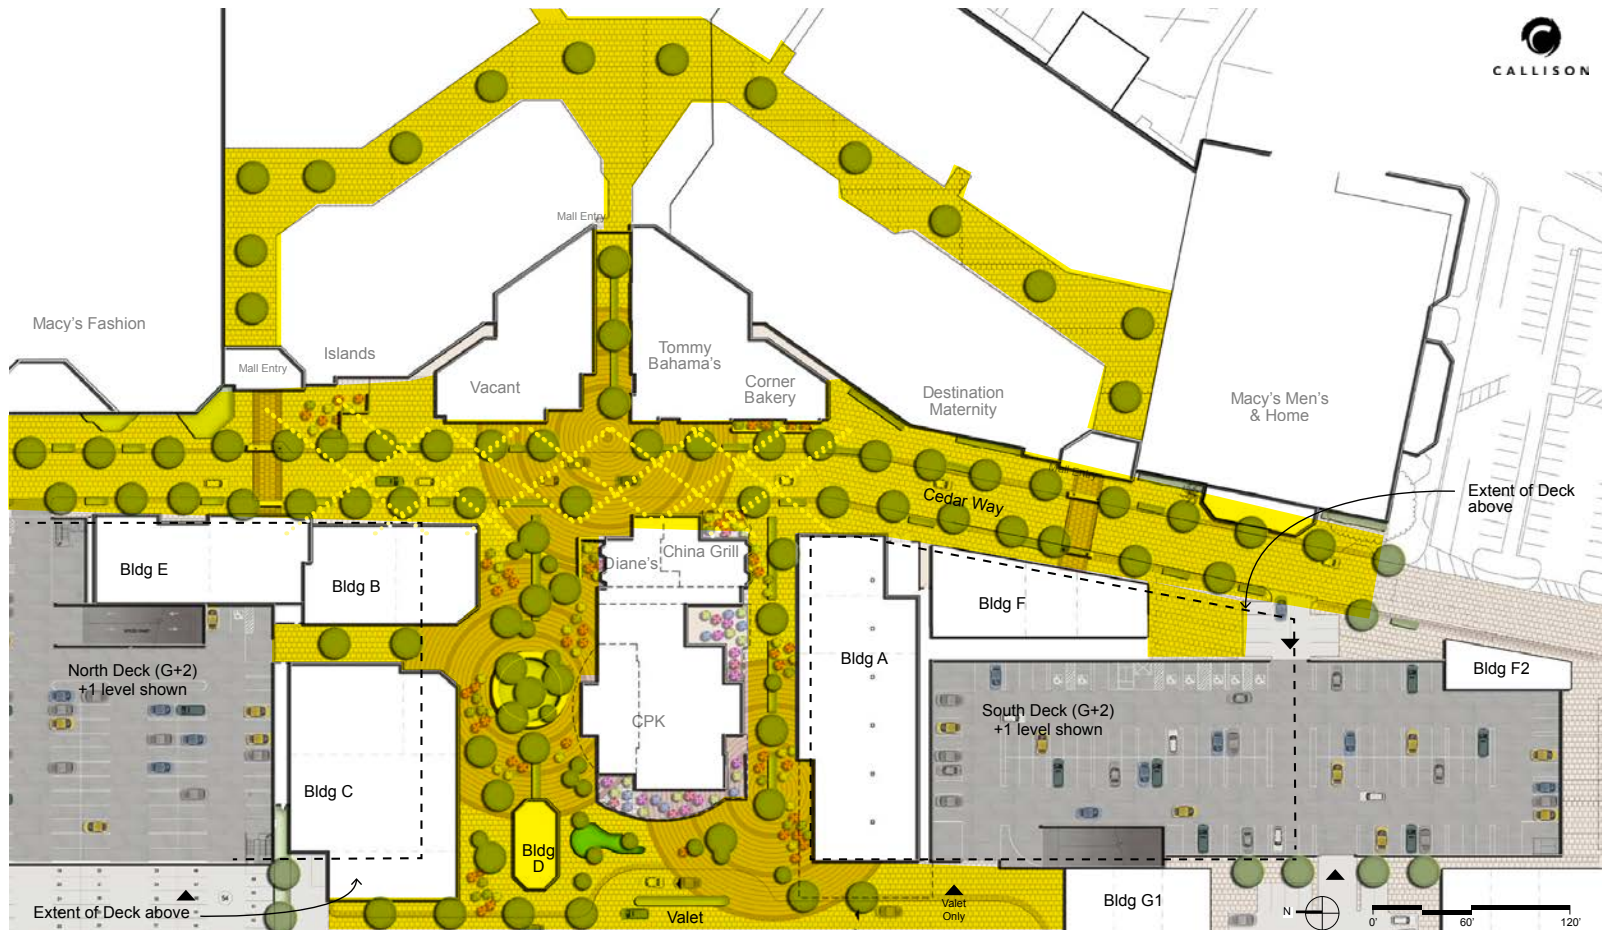 CALLISON
Mall Entry
Macy's Fashion
Islands
Mall Entry
Vacant
Tommy
Bahama's
Corner
Bakery
Destination
Maternity
Macy's Men's
& Home
Mall Entry
Cedar Way
Extent of Deck
above
Bldg E
Bldg B
Diane's
China Grill
Bldg F
Bldg A
Bldg F2
North Deck (G+2)
+1 level shown
South Deck (G+2)
+1 level shown
CPK
Bldg C
Bldg
D
Extent of Deck above
Valet
Valet
Only
Bldg G1
N
0'
60'
120'